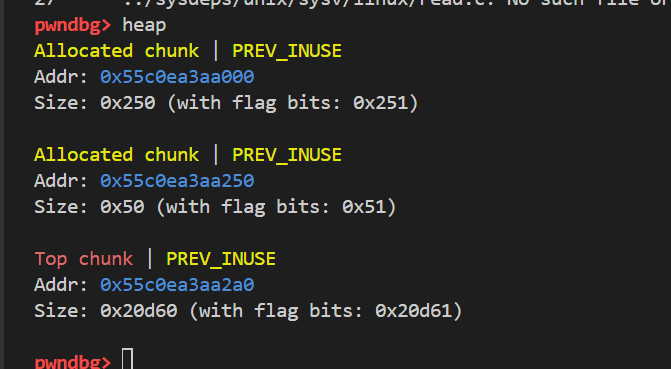 27      ../sysdeps/unix/sysv/linux/read.c: No such file or
pwndbg> heap
Allocated chunk | PREV_INUSE
Addr: 0x55c0ea3aa000
Size: 0x250 (with flag bits: 0x251)
Allocated chunk | PREV_INUSE
Addr: 0x55c0ea3aa250
Size: 0x50 (with flag bits: 0x51)
Top chunk | PREV_INUSE
Addr: 0x55c0ea3aa2a0
Size: 0x20d60 (with flag bits: 0x20d61)
pwndbg>